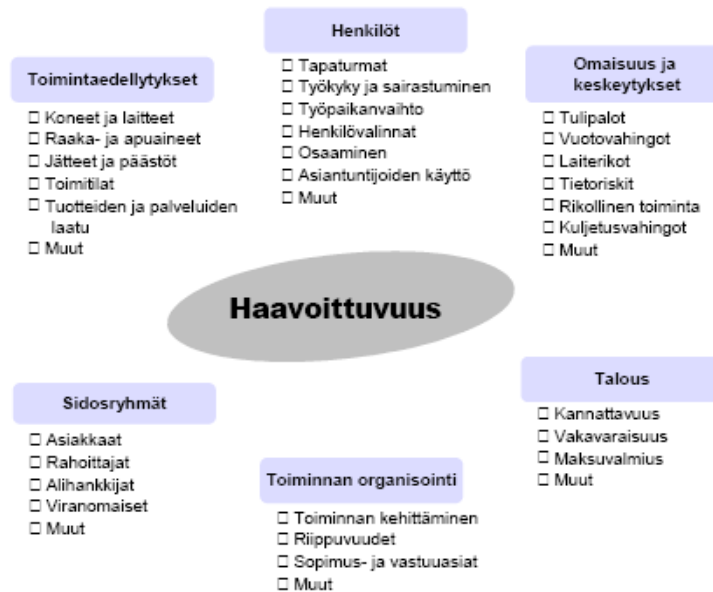 Henkilöt
☐ Tapaturmat
☐ Työkyky ja sairastuminen
☐ Työpaikanvaihto
☐ Henkilövalinnat
☐ Osaaminen
☐ Asiantuntijoiden käyttö
☐ Muut
Toimintaedellytykset
☐ Koneet ja laitteet
☐ Raaka- ja apuaineet
☐ Jätteet ja päästöt
☐ Toimitilat
☐ Tuotteiden ja palveluiden
laatu
☐ Muut
Omaisuus ja
keskeytykset
☐ Tulipalot
☐ Vuotovahingot
☐ Laiterikot
☐ Tietoriskit
☐ Rikollinen toiminta
☐ Kuljetusvahingot
☐ Muut
Haavoittuvuus
Sidosryhmät
☐ Asiakkaat
☐ Rahoittajat
☐ Alihankkijat
☐ Viranomaiset
☐ Muut
Toiminnan organisointi
☐ Toiminnan kehittäminen
☐ Riippuvuudet
☐ Sopimus- ja vastuuasiat
☐ Muut
Talous
☐ Kannattavuus
☐ Vakavaraisuus
☐ Maksuvalmius
☐ Muut